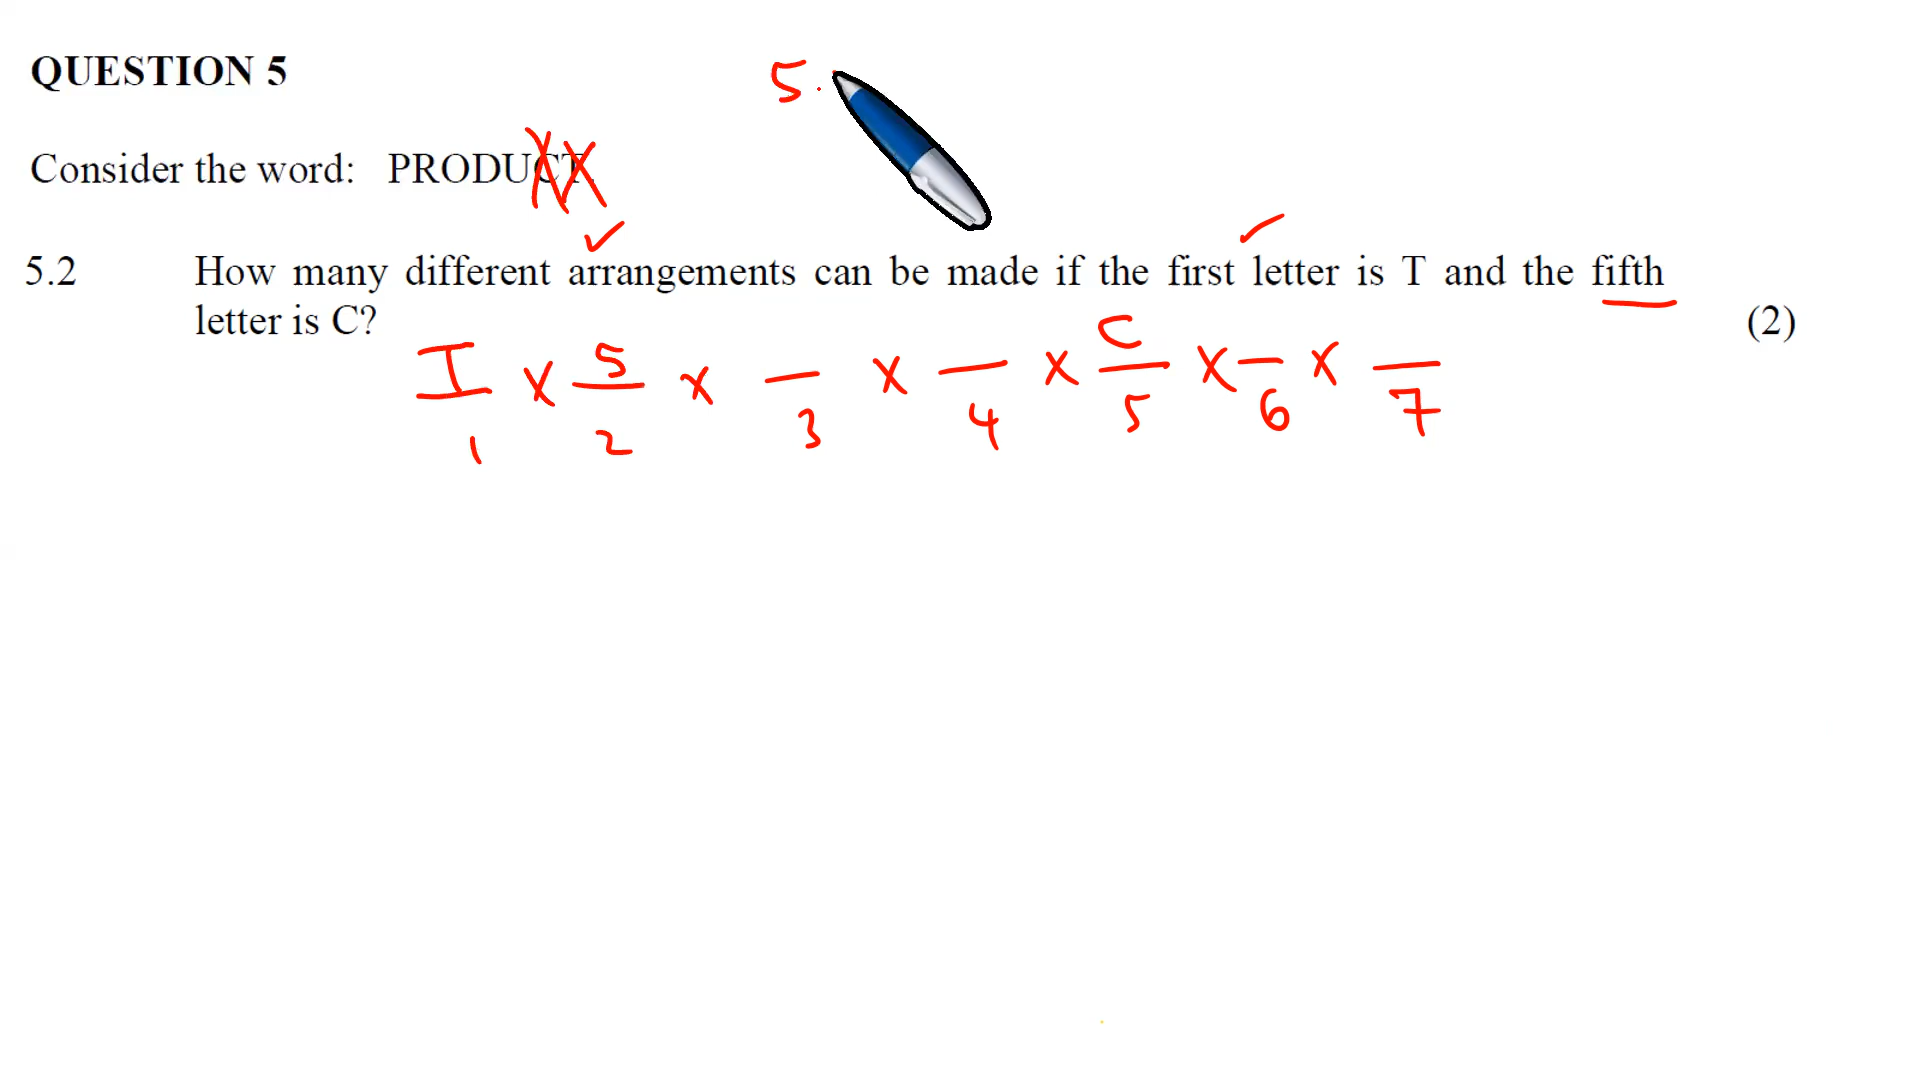 QUESTION 5
5.
Consider the word: PRODUCT.
5.2 How many different arrangements can be made if the first letter is T and the fifth
letter is C? (2)
T x 5 x _ x _ x C x _ x _
1 2 3 4 5 6 7